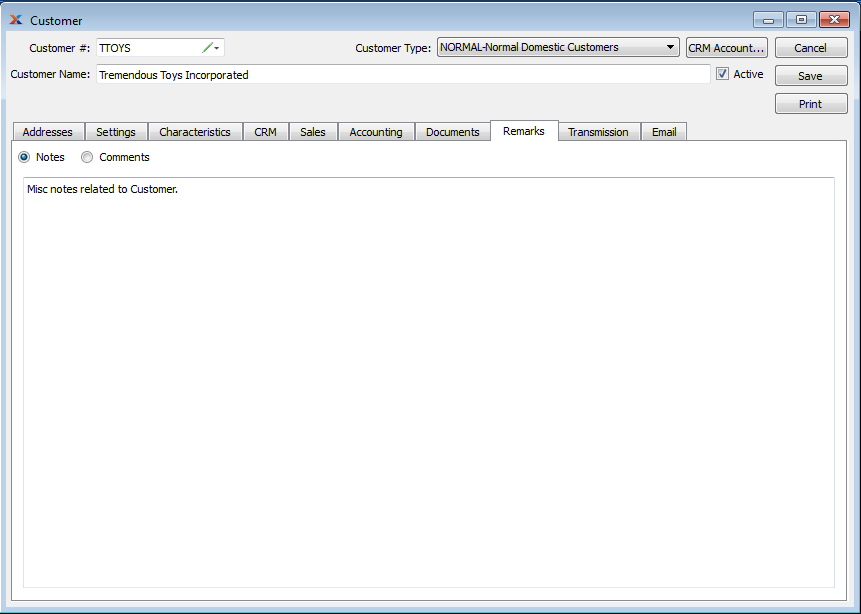 Customer
Customer #: TTOYS Customer Type: NORMAL-Normal Domestic Customers CRM Account... Cancel
Customer Name: Tremendous Toys Incorporated Active Save
Print
Addresses Settings Characteristics CRM Sales Accounting Documents Remarks Transmission Email
Notes Comments
Misc notes related to Customer.